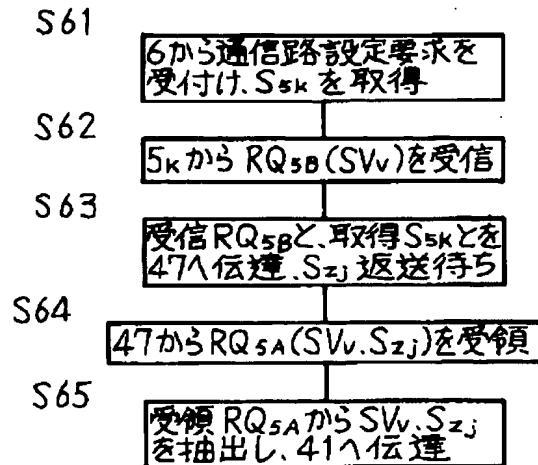 S61
6から通信路設定要求を
受付け、S5Kを取得
S62
5KからRQ5B(SVV)を受信
S63
受信RQ5Bと、取得S5Kとを
47へ伝達、SZj返送待ち
S64
47からRQ5A(SVV、SZj)を受領
S65
受領RQ5AからSVV、SZj
を抽出し、41へ伝達